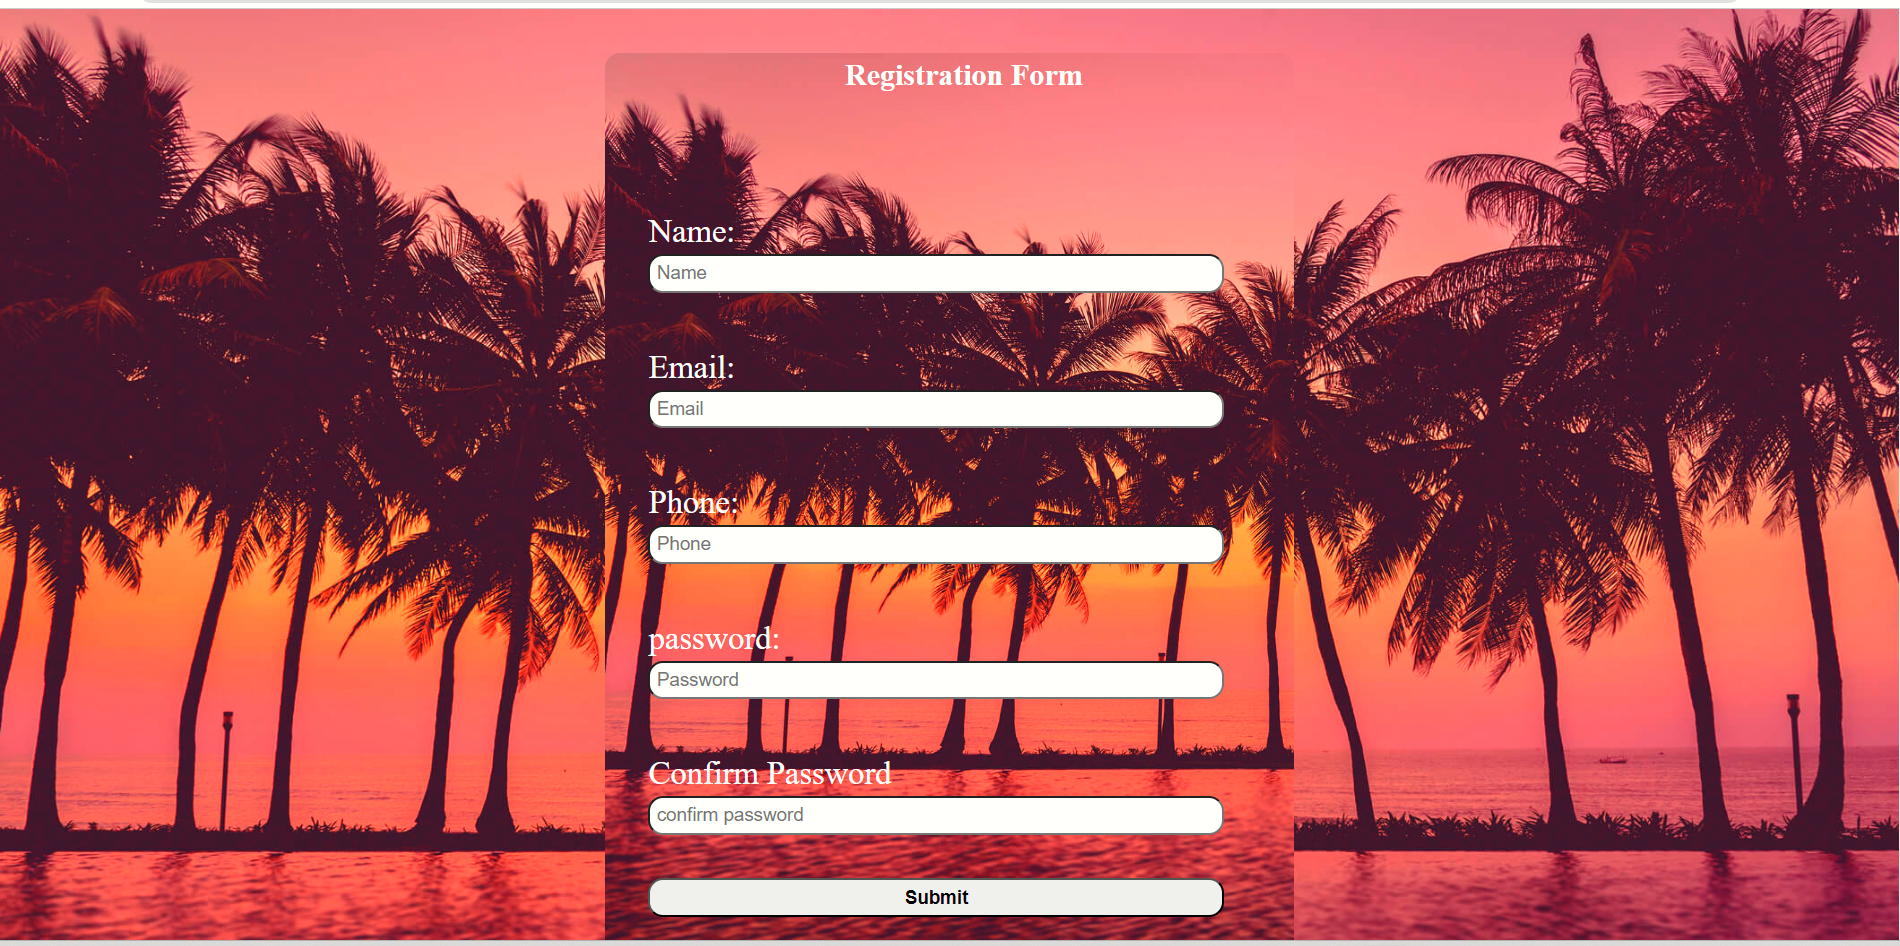 Registration Form
Name:
Name
Email:
Email
Phone:
Phone
password:
Password
Confirm Password
confirm password
Submit